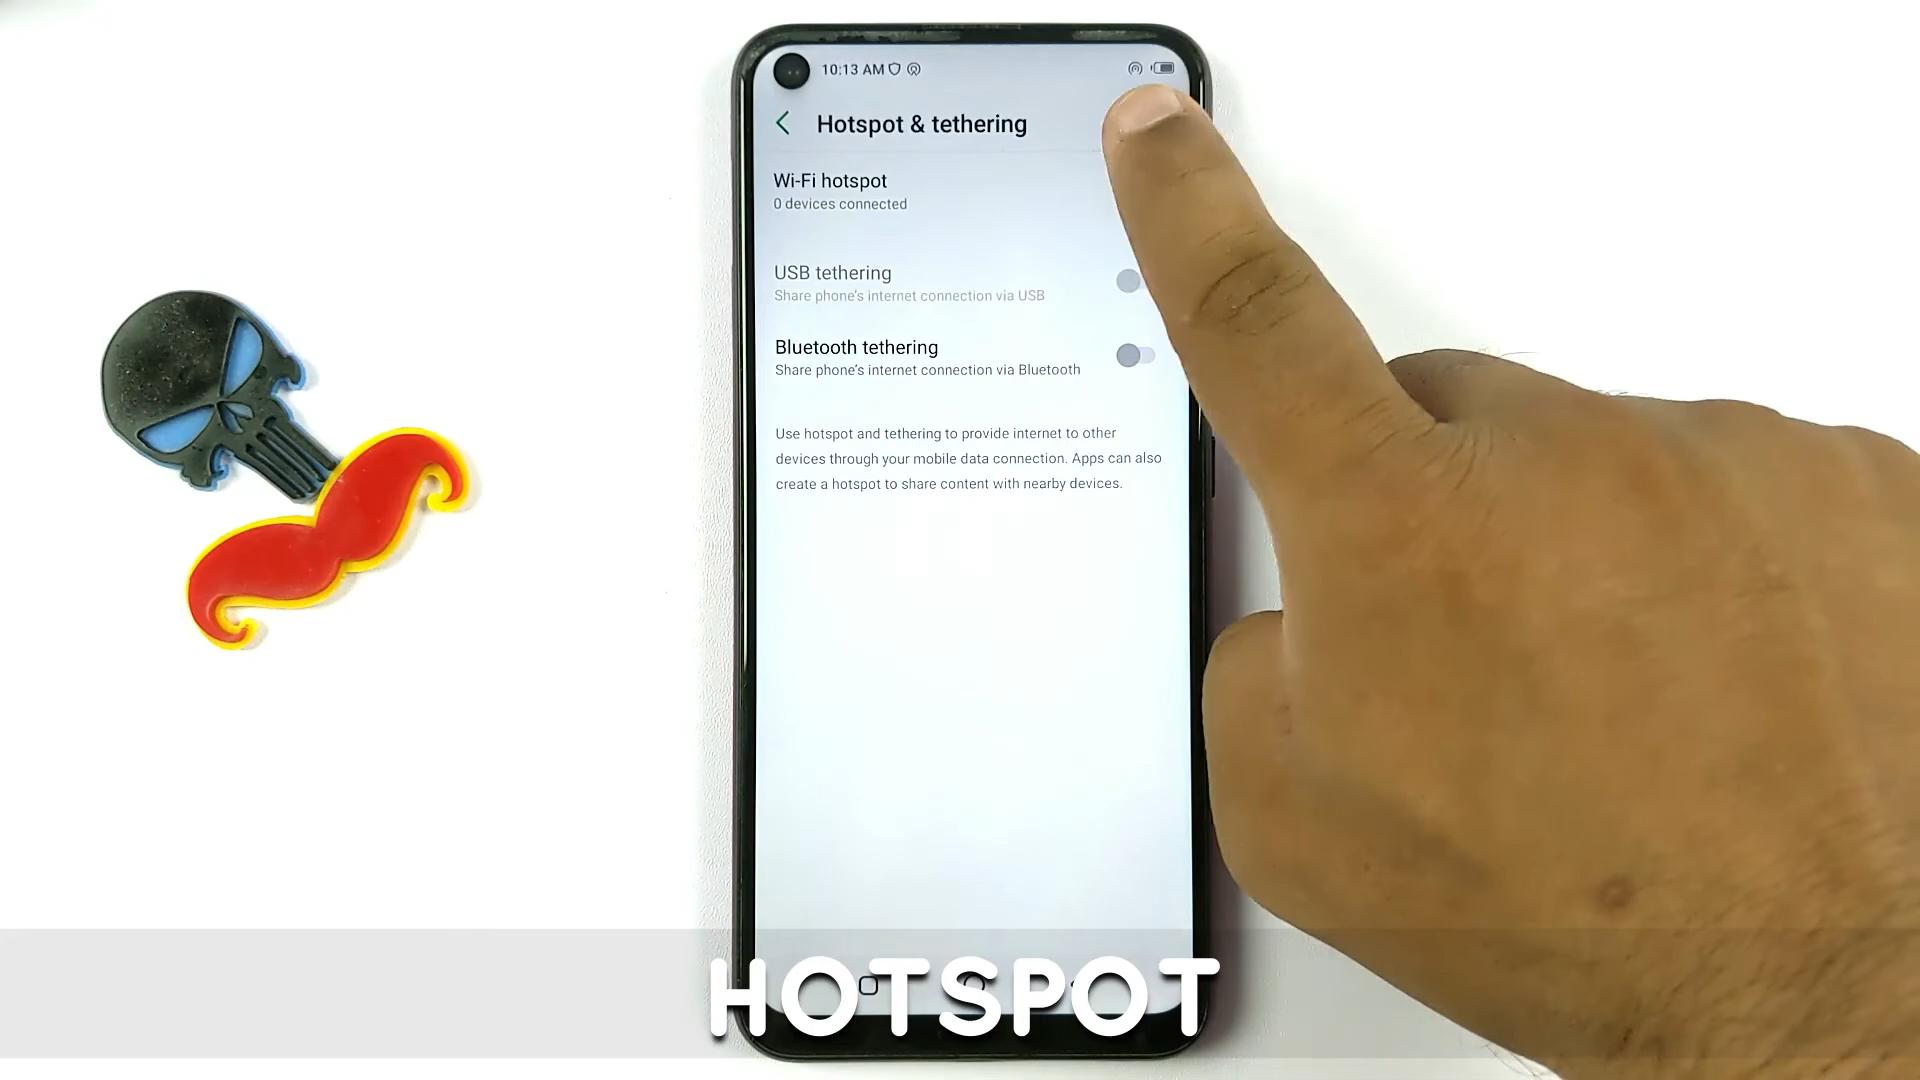 10:13 AM
Hotspot & tethering
Wi-Fi hotspot
0 devices connected
USB tethering
Share phone's internet connection via USB
Bluetooth tethering
Share phone's internet connection via Bluetooth
Use hotspot and tethering to provide internet to other
devices through your mobile data connection. Apps can also
create a hotspot to share content with nearby devices.
HOTSPOT